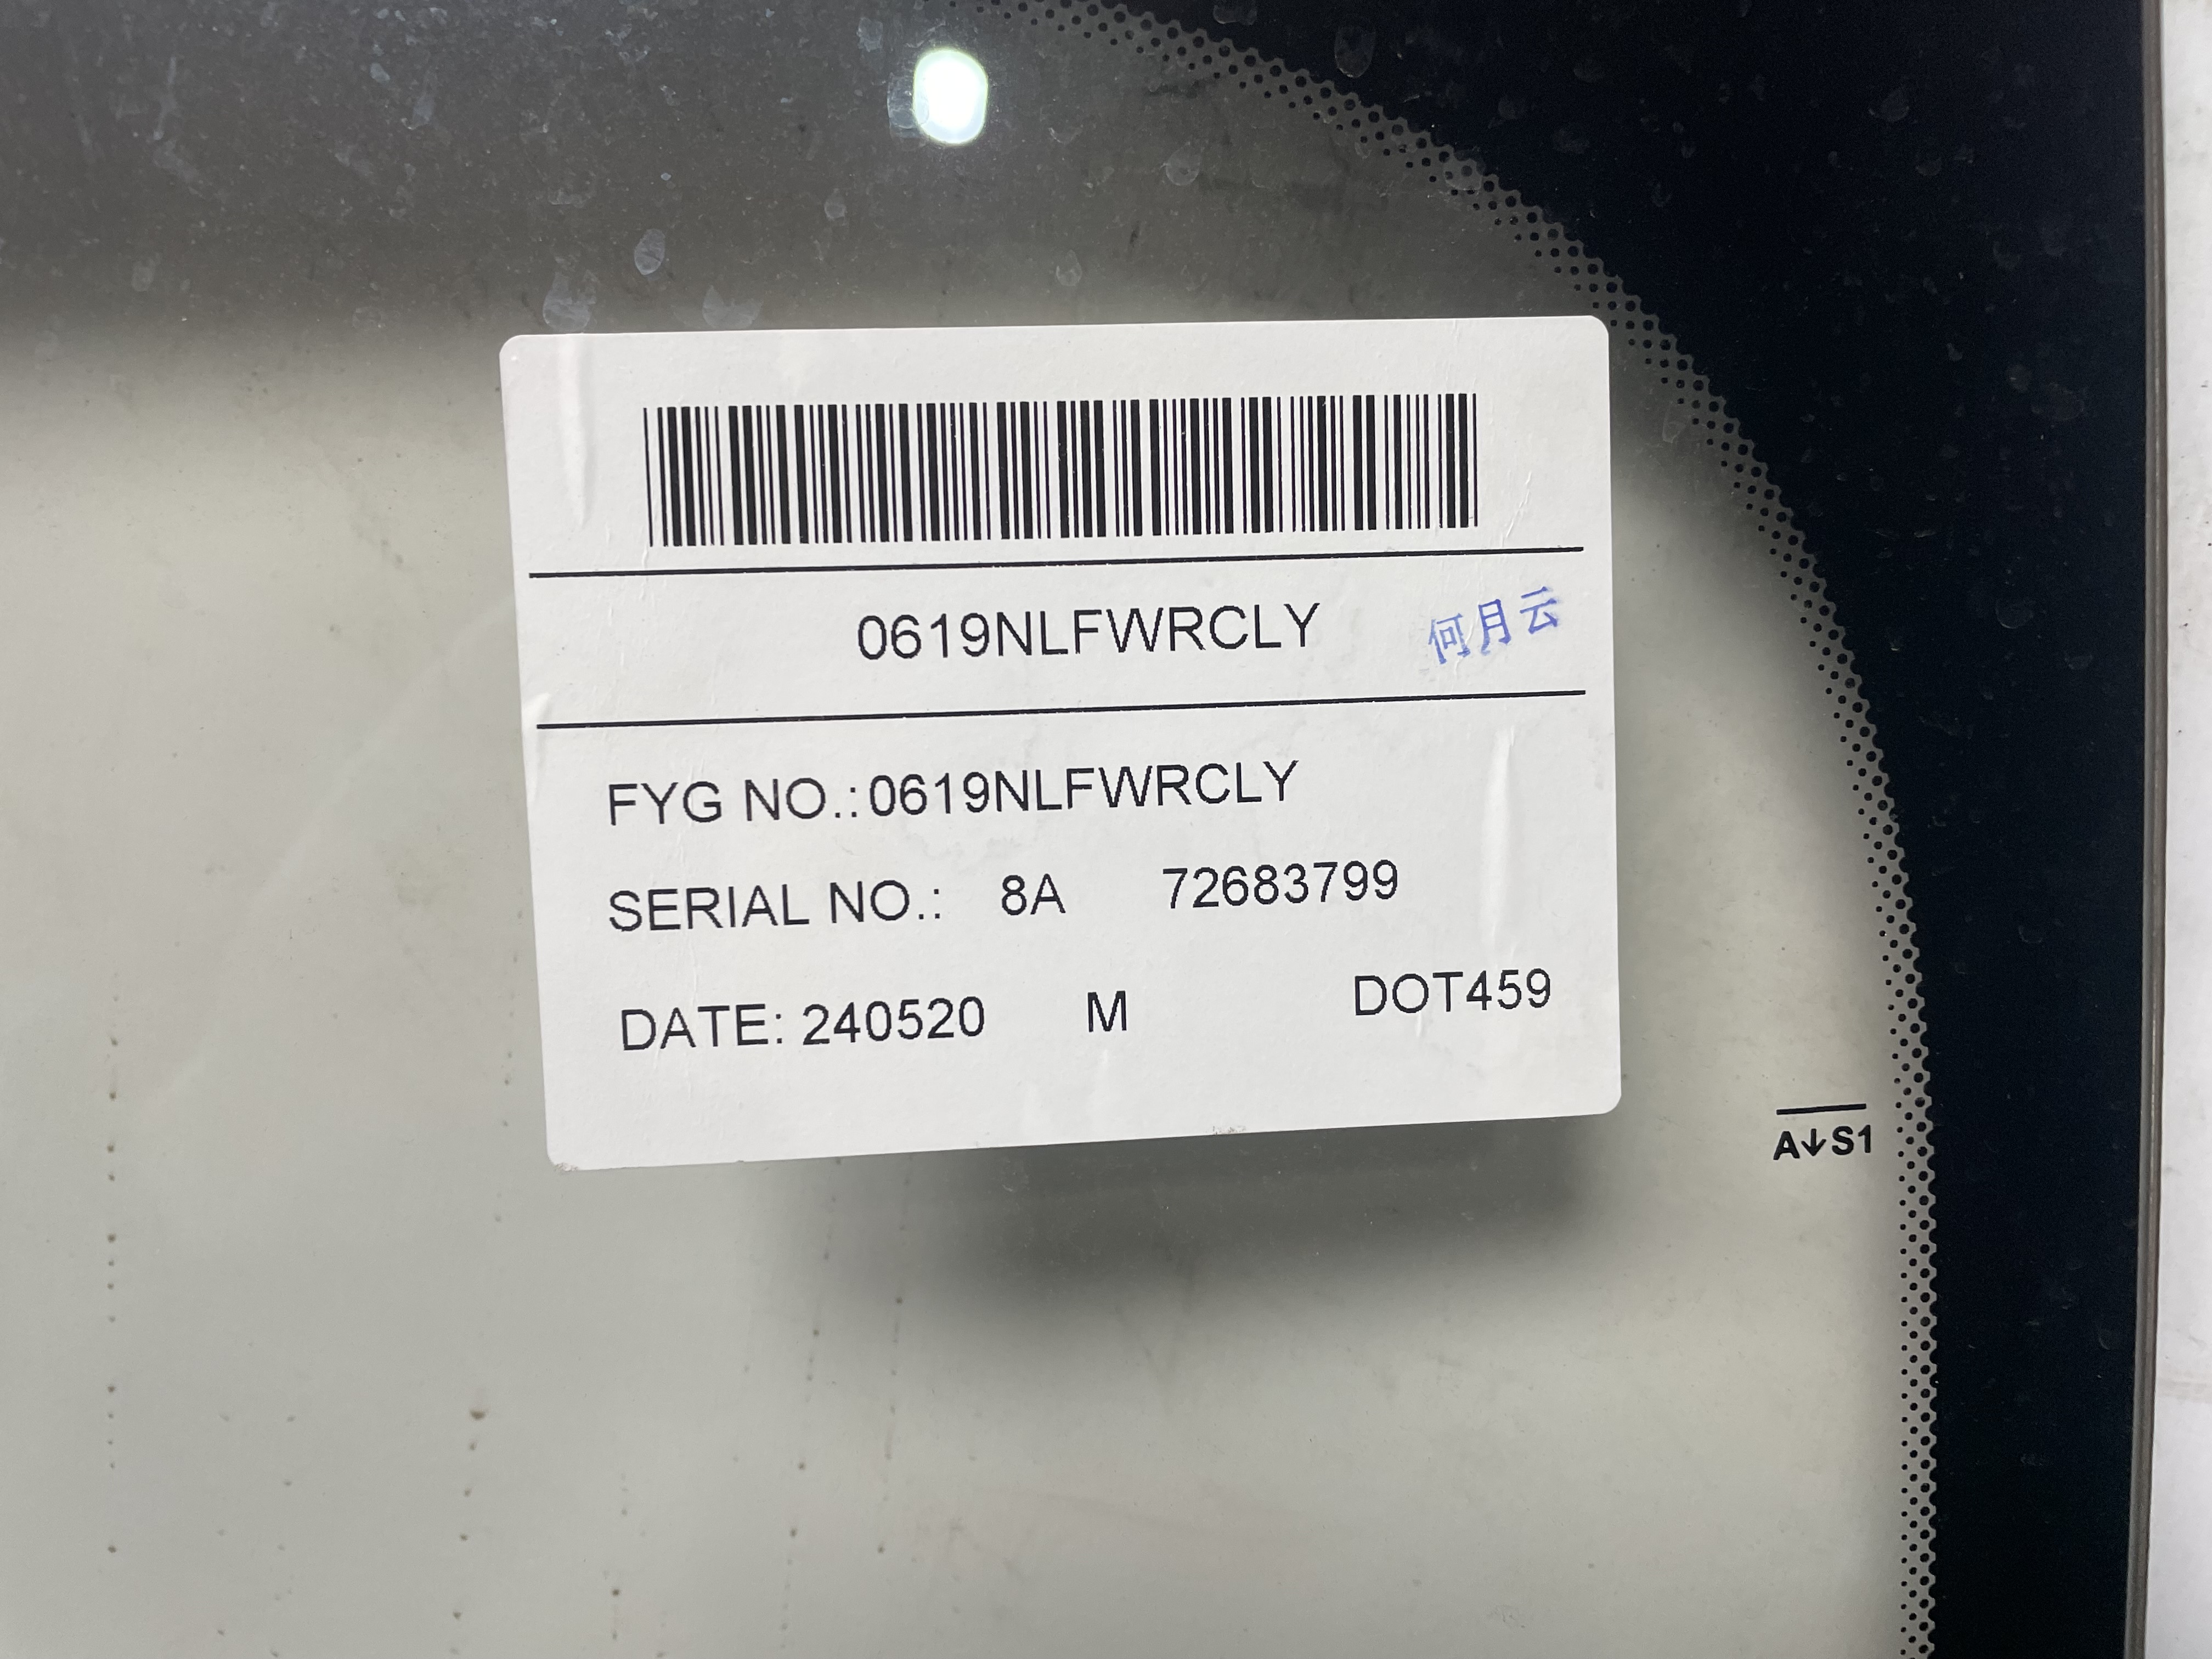 0619NLFWRCLY 何月云
FYG NO.:0619NLFWRCLY
SERIAL NO.: 8A 72683799
DATE: 240520 M DOT459
A↓S1